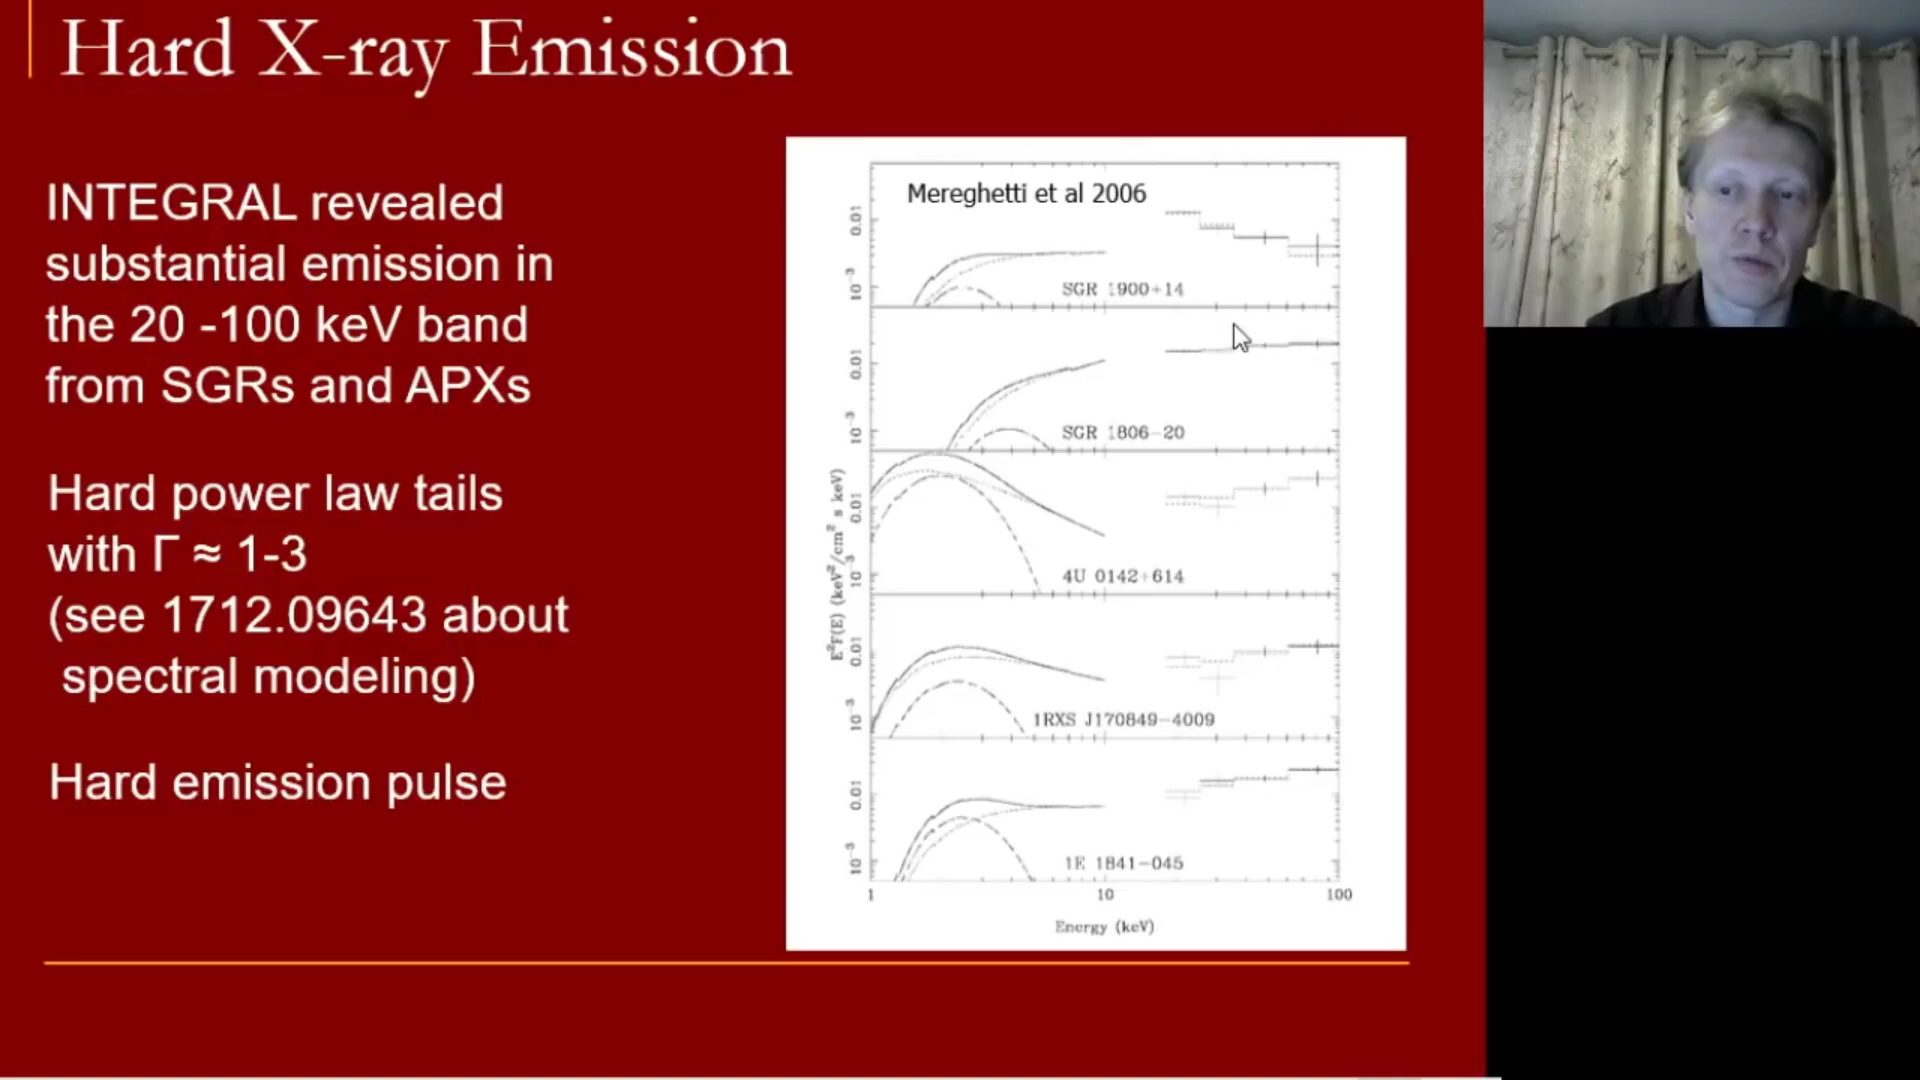 Hard X-ray Emission
INTEGRAL revealed
substantial emission in
the 20 -100 keV band
from SGRs and APXs
Hard power law tails
with Γ ≈ 1-3
(see 1712.09643 about
spectral modeling)
Hard emission pulse
Mereghetti et al 2006
0.01
10⁻³
SGR 1900+14
0.01
10⁻³
SGR 1806-20
0.01
10⁻³
4U 0142+614
0.01
10⁻³
1RXS J170849-4009
0.01
10⁻³
1E 1841-045
E²F(E) (keV²/cm² s keV)
1 10 100
Energy (keV)